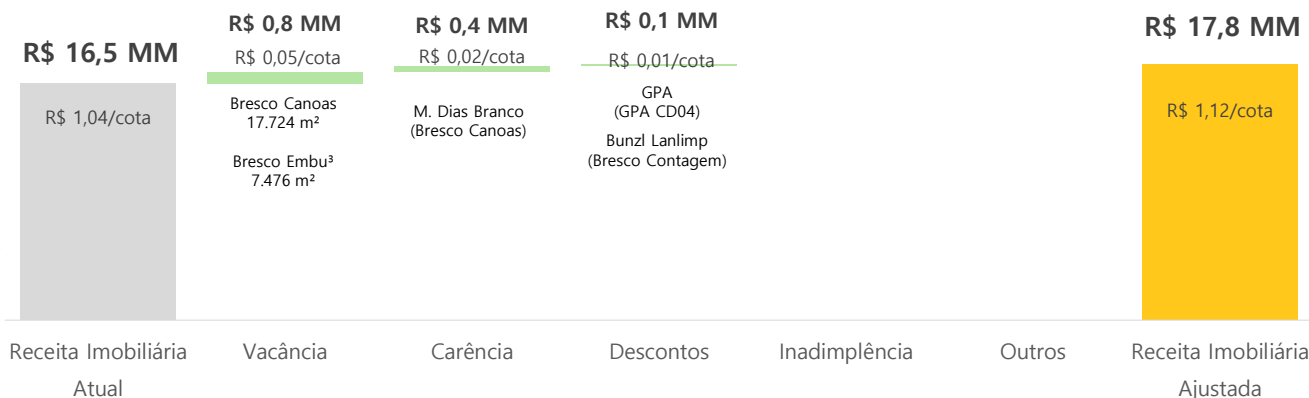 R$ 16,5 MM
R$ 1,04/cota
R$ 0,8 MM
R$ 0,05/cota
Bresco Canoas
17.724 m²
Bresco Embu³
7.476 m²
R$ 0,4 MM
R$ 0,02/cota
M. Dias Branco
(Bresco Canoas)
R$ 0,1 MM
R$ 0,01/cota
GPA
(GPA CD04)
Bunzl Lanlimp
(Bresco Contagem)
R$ 17,8 MM
R$ 1,12/cota
Receita Imobiliária
Atual
Vacância
Carência
Descontos
Inadimplência
Outros
Receita Imobiliária
Ajustada